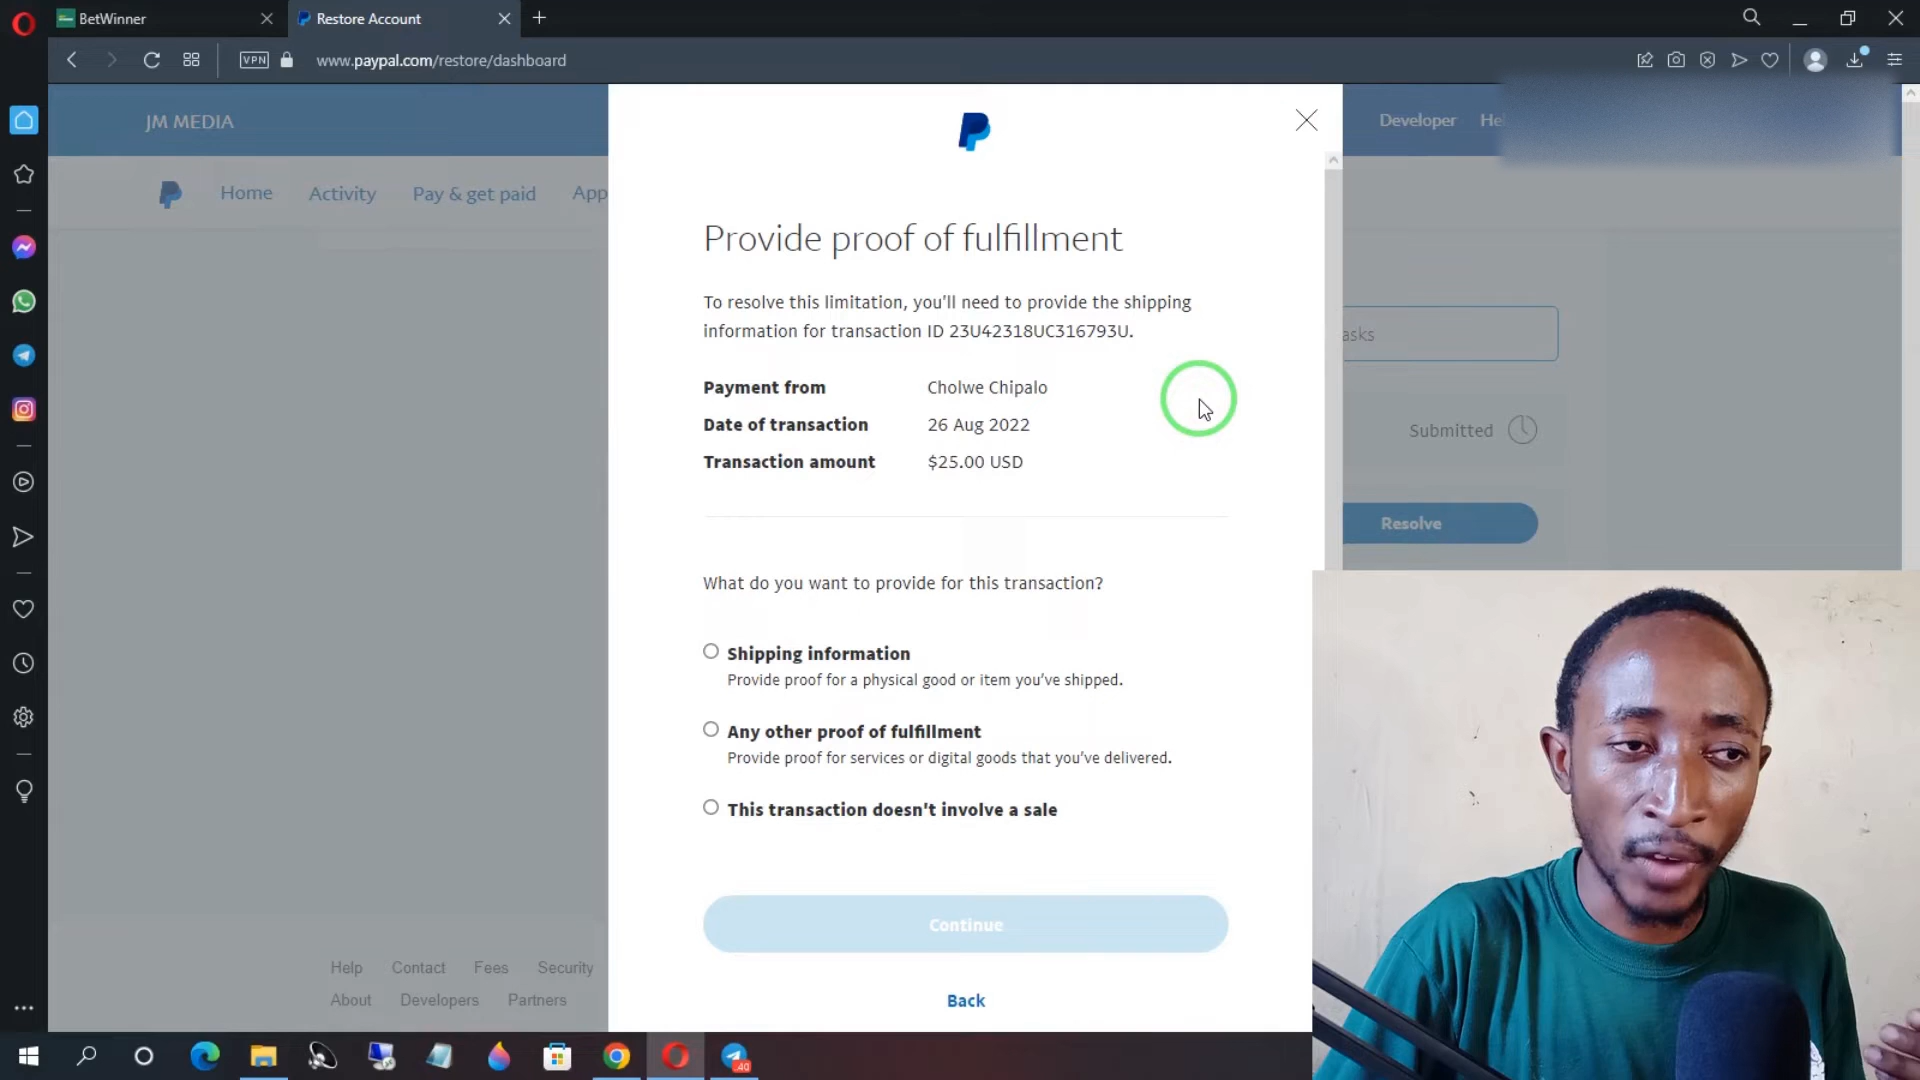 BetWinner
Restore Account
VPN
www.paypal.com/restore/dashboard
JM MEDIA
Developer
Hel
Home
Activity
Pay & get paid
App
Provide proof of fulfillment
To resolve this limitation, you'll need to provide the shipping
information for transaction ID 23U42318UC316793U.
asks
Payment from
Cholwe Chipalo
Date of transaction
26 Aug 2022
Submitted
Transaction amount
$25.00 USD
Resolve
What do you want to provide for this transaction?
Shipping information
Provide proof for a physical good or item you've shipped.
Any other proof of fulfillment
Provide proof for services or digital goods that you've delivered.
This transaction doesn't involve a sale
Continue
Back
Help
Contact
Fees
Security
About
Developers
Partners
40